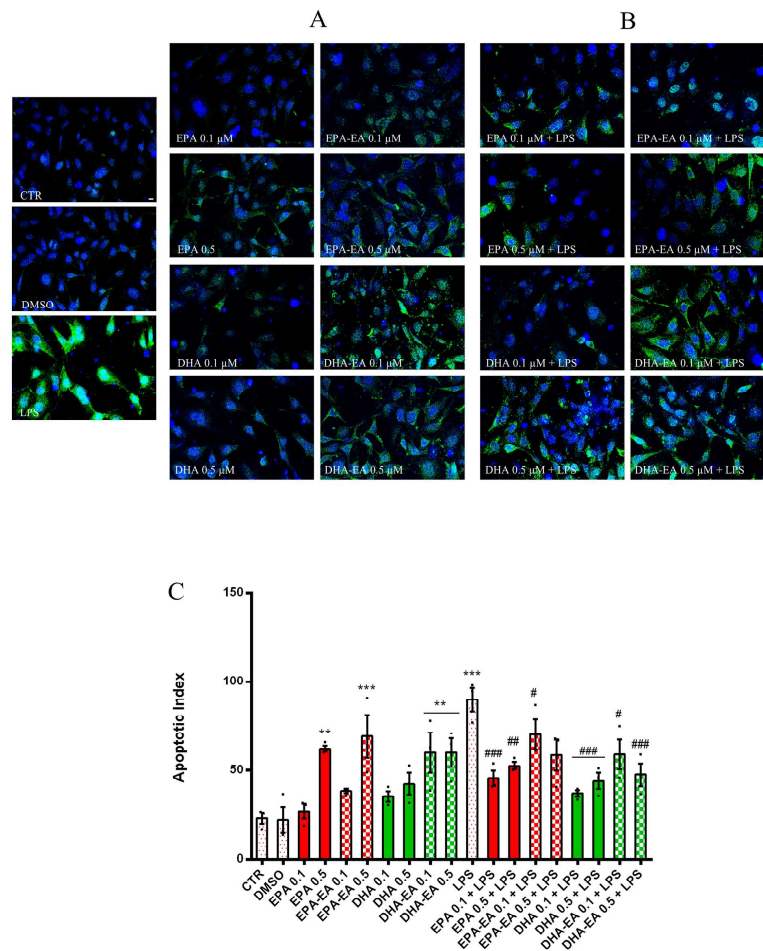 A
B
CTR
DMSO
LPS
EPA 0.1 µM
EPA-EA 0.1 µM
EPA 0.1 µM + LPS
EPA-EA 0.1 µM + LPS
EPA 0.5
EPA-EA 0.5 µM
EPA 0.5 µM + LPS
EPA-EA 0.5 µM + LPS
DHA 0.1 µM
DHA-EA 0.1 µM
DHA 0.1 µM + LPS
DHA-EA 0.1 µM + LPS
DHA 0.5 µM
DHA-EA 0.5 µM
DHA 0.5 µM + LPS
DHA-EA 0.5 µM + LPS
C
Apoptotic Index
150
100
50
0
**
***
**
***
###
##
#
###
#
###
CTR
DMSO
EPA 0.1
EPA 0.5
EPA-EA 0.1
EPA-EA 0.5
DHA 0.1
DHA 0.5
DHA-EA 0.1
DHA-EA 0.5
LPS
EPA 0.1 + LPS
EPA 0.5 + LPS
EPA-EA 0.1 + LPS
EPA-EA 0.5 + LPS
DHA 0.1 + LPS
DHA 0.5 + LPS
DHA-EA 0.1 + LPS
DHA-EA 0.5 + LPS